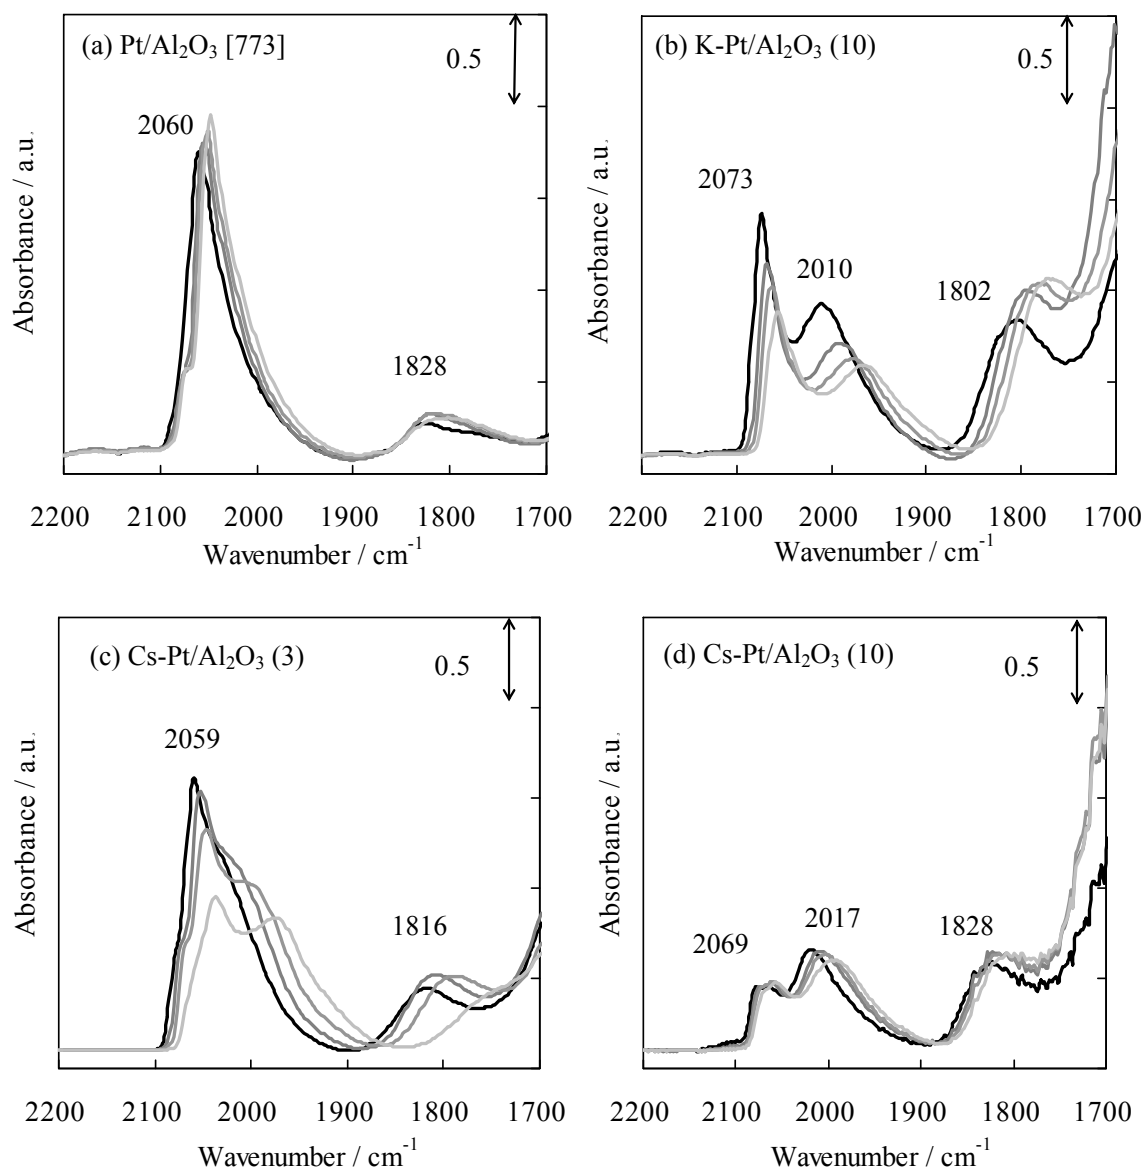 (a) Pt/Al₂O₃ [773]
0.5
2060
1828
Absorbance / a.u.
2200 2100 2000 1900 1800 1700
Wavenumber / cm⁻¹
(b) K-Pt/Al₂O₃ (10)
0.5
2073
2010
1802
Absorbance / a.u.
2200 2100 2000 1900 1800 1700
Wavenumber / cm⁻¹
(c) Cs-Pt/Al₂O₃ (3)
0.5
2059
1816
Absorbance / a.u.
2200 2100 2000 1900 1800 1700
Wavenumber / cm⁻¹
(d) Cs-Pt/Al₂O₃ (10)
0.5
2069
2017
1828
Absorbance / a.u.
2200 2100 2000 1900 1800 1700
Wavenumber / cm⁻¹